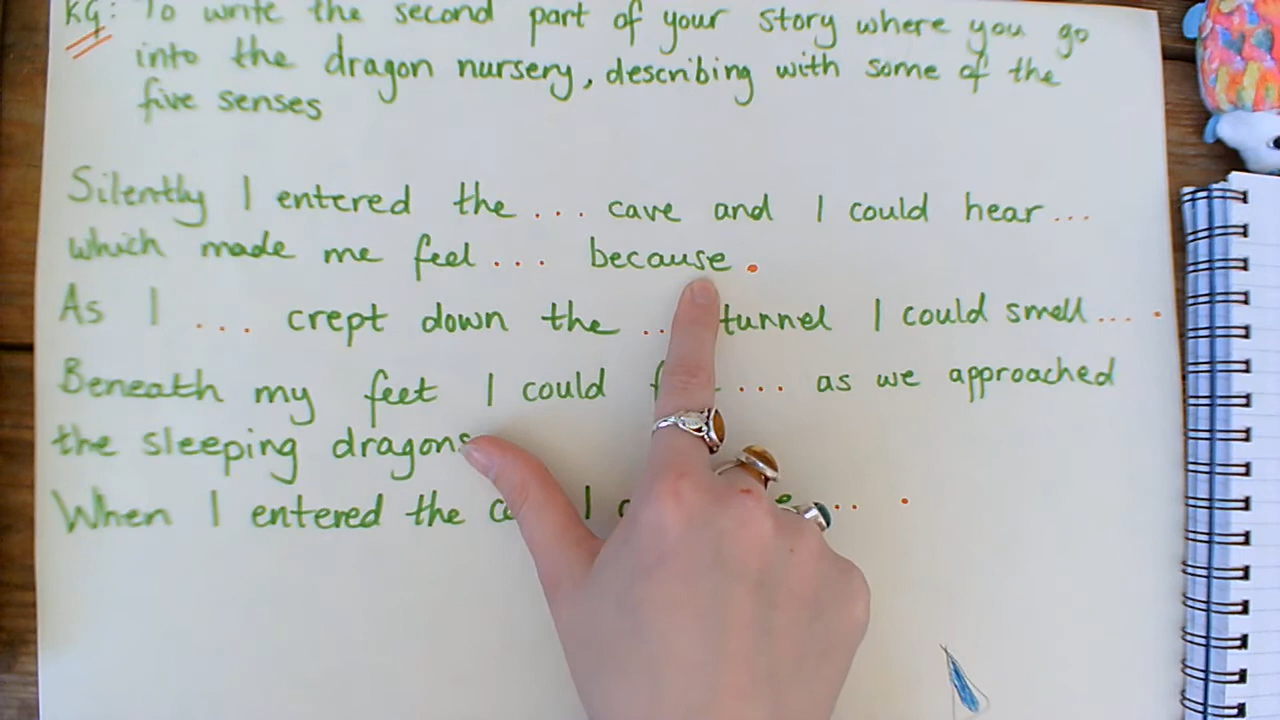 KG: To write the second part of your story where you go
into the dragon nursery, describing with some of the
five senses
Silently I entered the ... cave and I could hear ...
which made me feel ... because .
As I ... crept down the .. tunnel I could smell ... .
Beneath my feet I could ... as we approached
the sleeping dragons
When I entered the I .. .